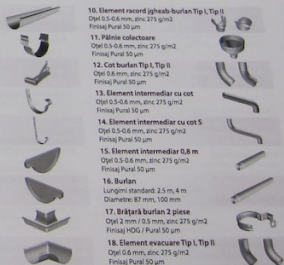 10. Element racord jgheab-burlan Tip I, Tip II
Oțel 0.5-0.6 mm, zinc 275 g/m2
Finisaj Pural 50 µm
11. Pâlnie colectoare
Oțel 0.5-0.6 mm, zinc 275 g/m2
Finisaj Pural 50 µm
12. Cot burlan Tip I, Tip II
Oțel 0.6 mm, zinc 275 g/m2
Finisaj Pural 50 µm
13. Element intermediar cu cot
Oțel 0.5-0.6 mm, zinc 275 g/m2
Finisaj Pural 50 µm
14. Element intermediar cu cot S
Oțel 0.5-0.6 mm, zinc 275 g/m2
Finisaj Pural 50 µm
15. Element intermediar 0,8 m
Oțel 0.5-0.6 mm, zinc 275 g/m2
Finisaj Pural 50 µm
16. Burlan
Lungimi standard: 2.5 m, 4 m
Diametre: 87 mm, 100 mm
17. Brățară burlan 2 piese
Oțel 2 mm / 0.5 mm, zinc 275 g/m2
Finisaj HDG / Pural 50 µm
18. Element evacuare Tip I, Tip II
Oțel 0.6 mm, zinc 275 g/m2
Finisaj Pural 50 µm